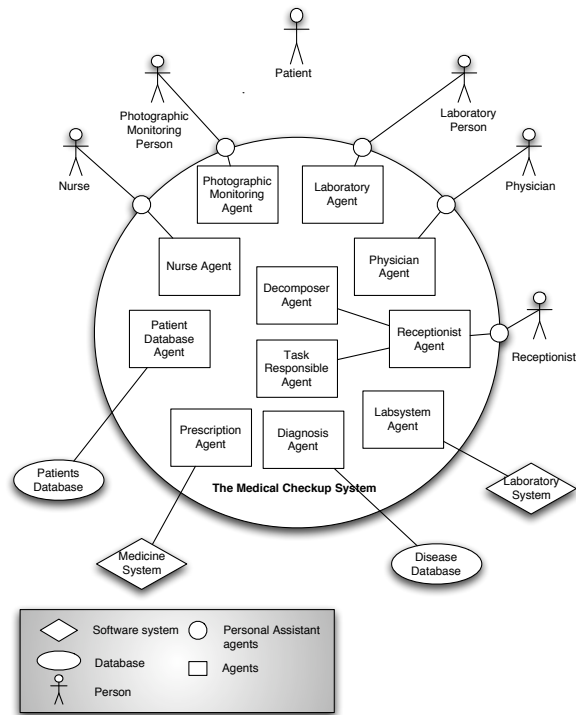 Patient
Photographic
Monitoring
Person
Laboratory
Person
Nurse
Physician
Photographic
Monitoring
Agent
Laboratory
Agent
Nurse Agent
Physician
Agent
Decomposer
Agent
Patient
Database
Agent
Receptionist
Agent
Receptionist
Task
Responsible
Agent
Prescription
Agent
Diagnosis
Agent
Labsystem
Agent
Patients
Database
The Medical Checkup System
Laboratory
System
Medicine
System
Disease
Database
Software system
Personal Assistant
agents
Database
Agents
Person